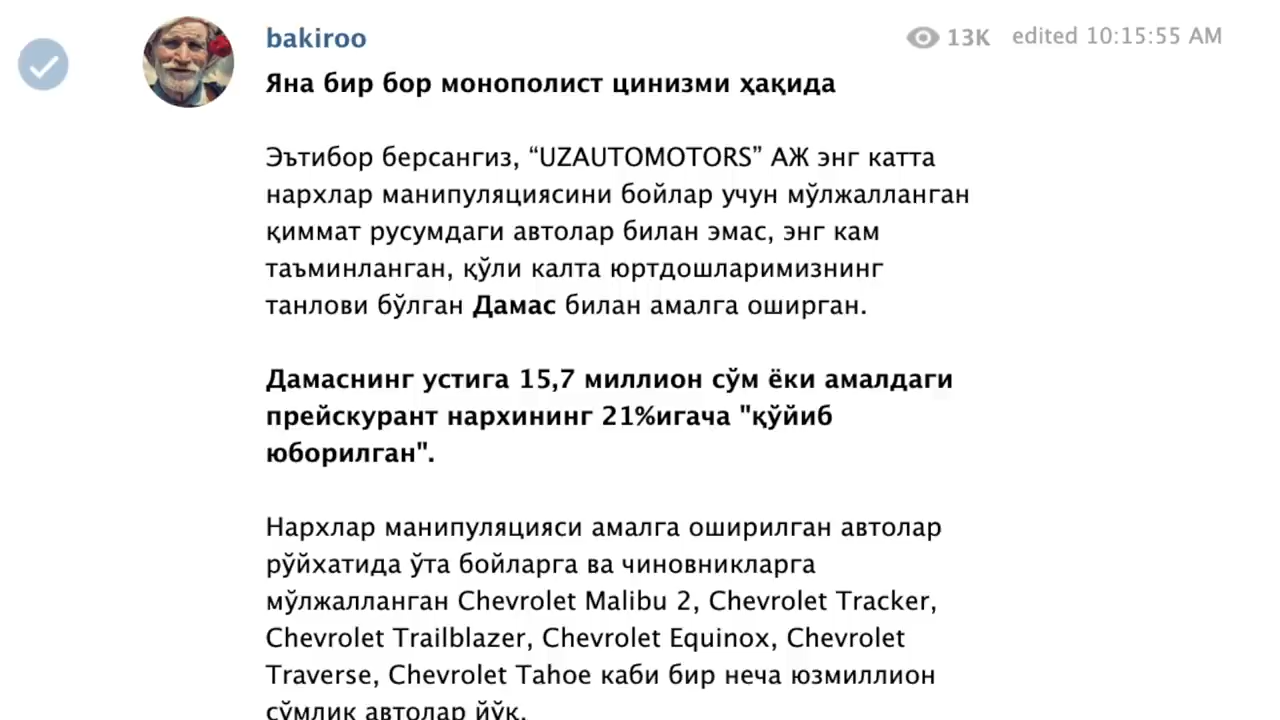 bakiroo
13K edited 10:15:55 AM
Яна бир бор монополист цинизми ҳақида
Эътибор берсангиз, “UZAUTOMOTORS” АЖ энг катта
нархлар манипуляциясини бойлар учун мўлжалланган
қиммат русумдаги автолар билан эмас, энг кам
таъминланган, қўли калта юртдошларимизнинг
танлови бўлган Дамас билан амалга оширган.
Дамаснинг устига 15,7 миллион сўм ёки амалдаги
прейскурант нархининг 21%игача "қўйиб
юборилган".
Нархлар манипуляцияси амалга оширилган автолар
рўйхатида ўта бойларга ва чиновникларга
мўлжалланган Chevrolet Malibu 2, Chevrolet Tracker,
Chevrolet Trailblazer, Chevrolet Equinox, Chevrolet
Traverse, Chevrolet Tahoe каби бир неча юзмиллион
сўмлик автолар йўқ.